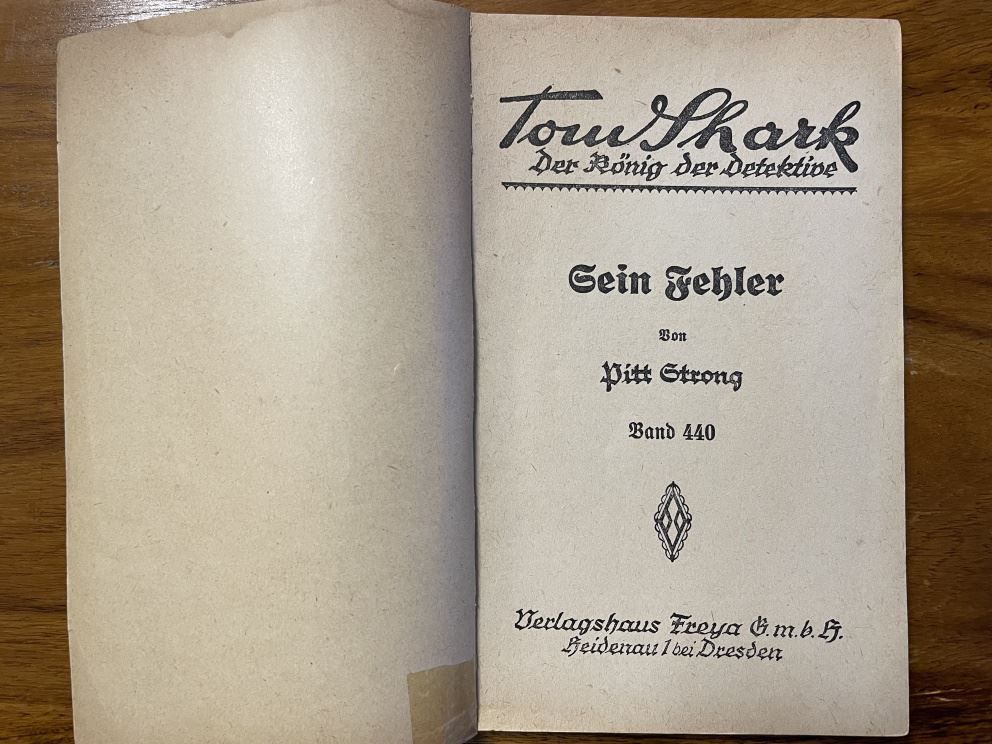 Tom Shark
Der König der Detektive
Sein Fehler
Von
Pitt Strong
Band 440
Verlagshaus Freya G.m.b.H.
Heidenau 1 bei Dresden